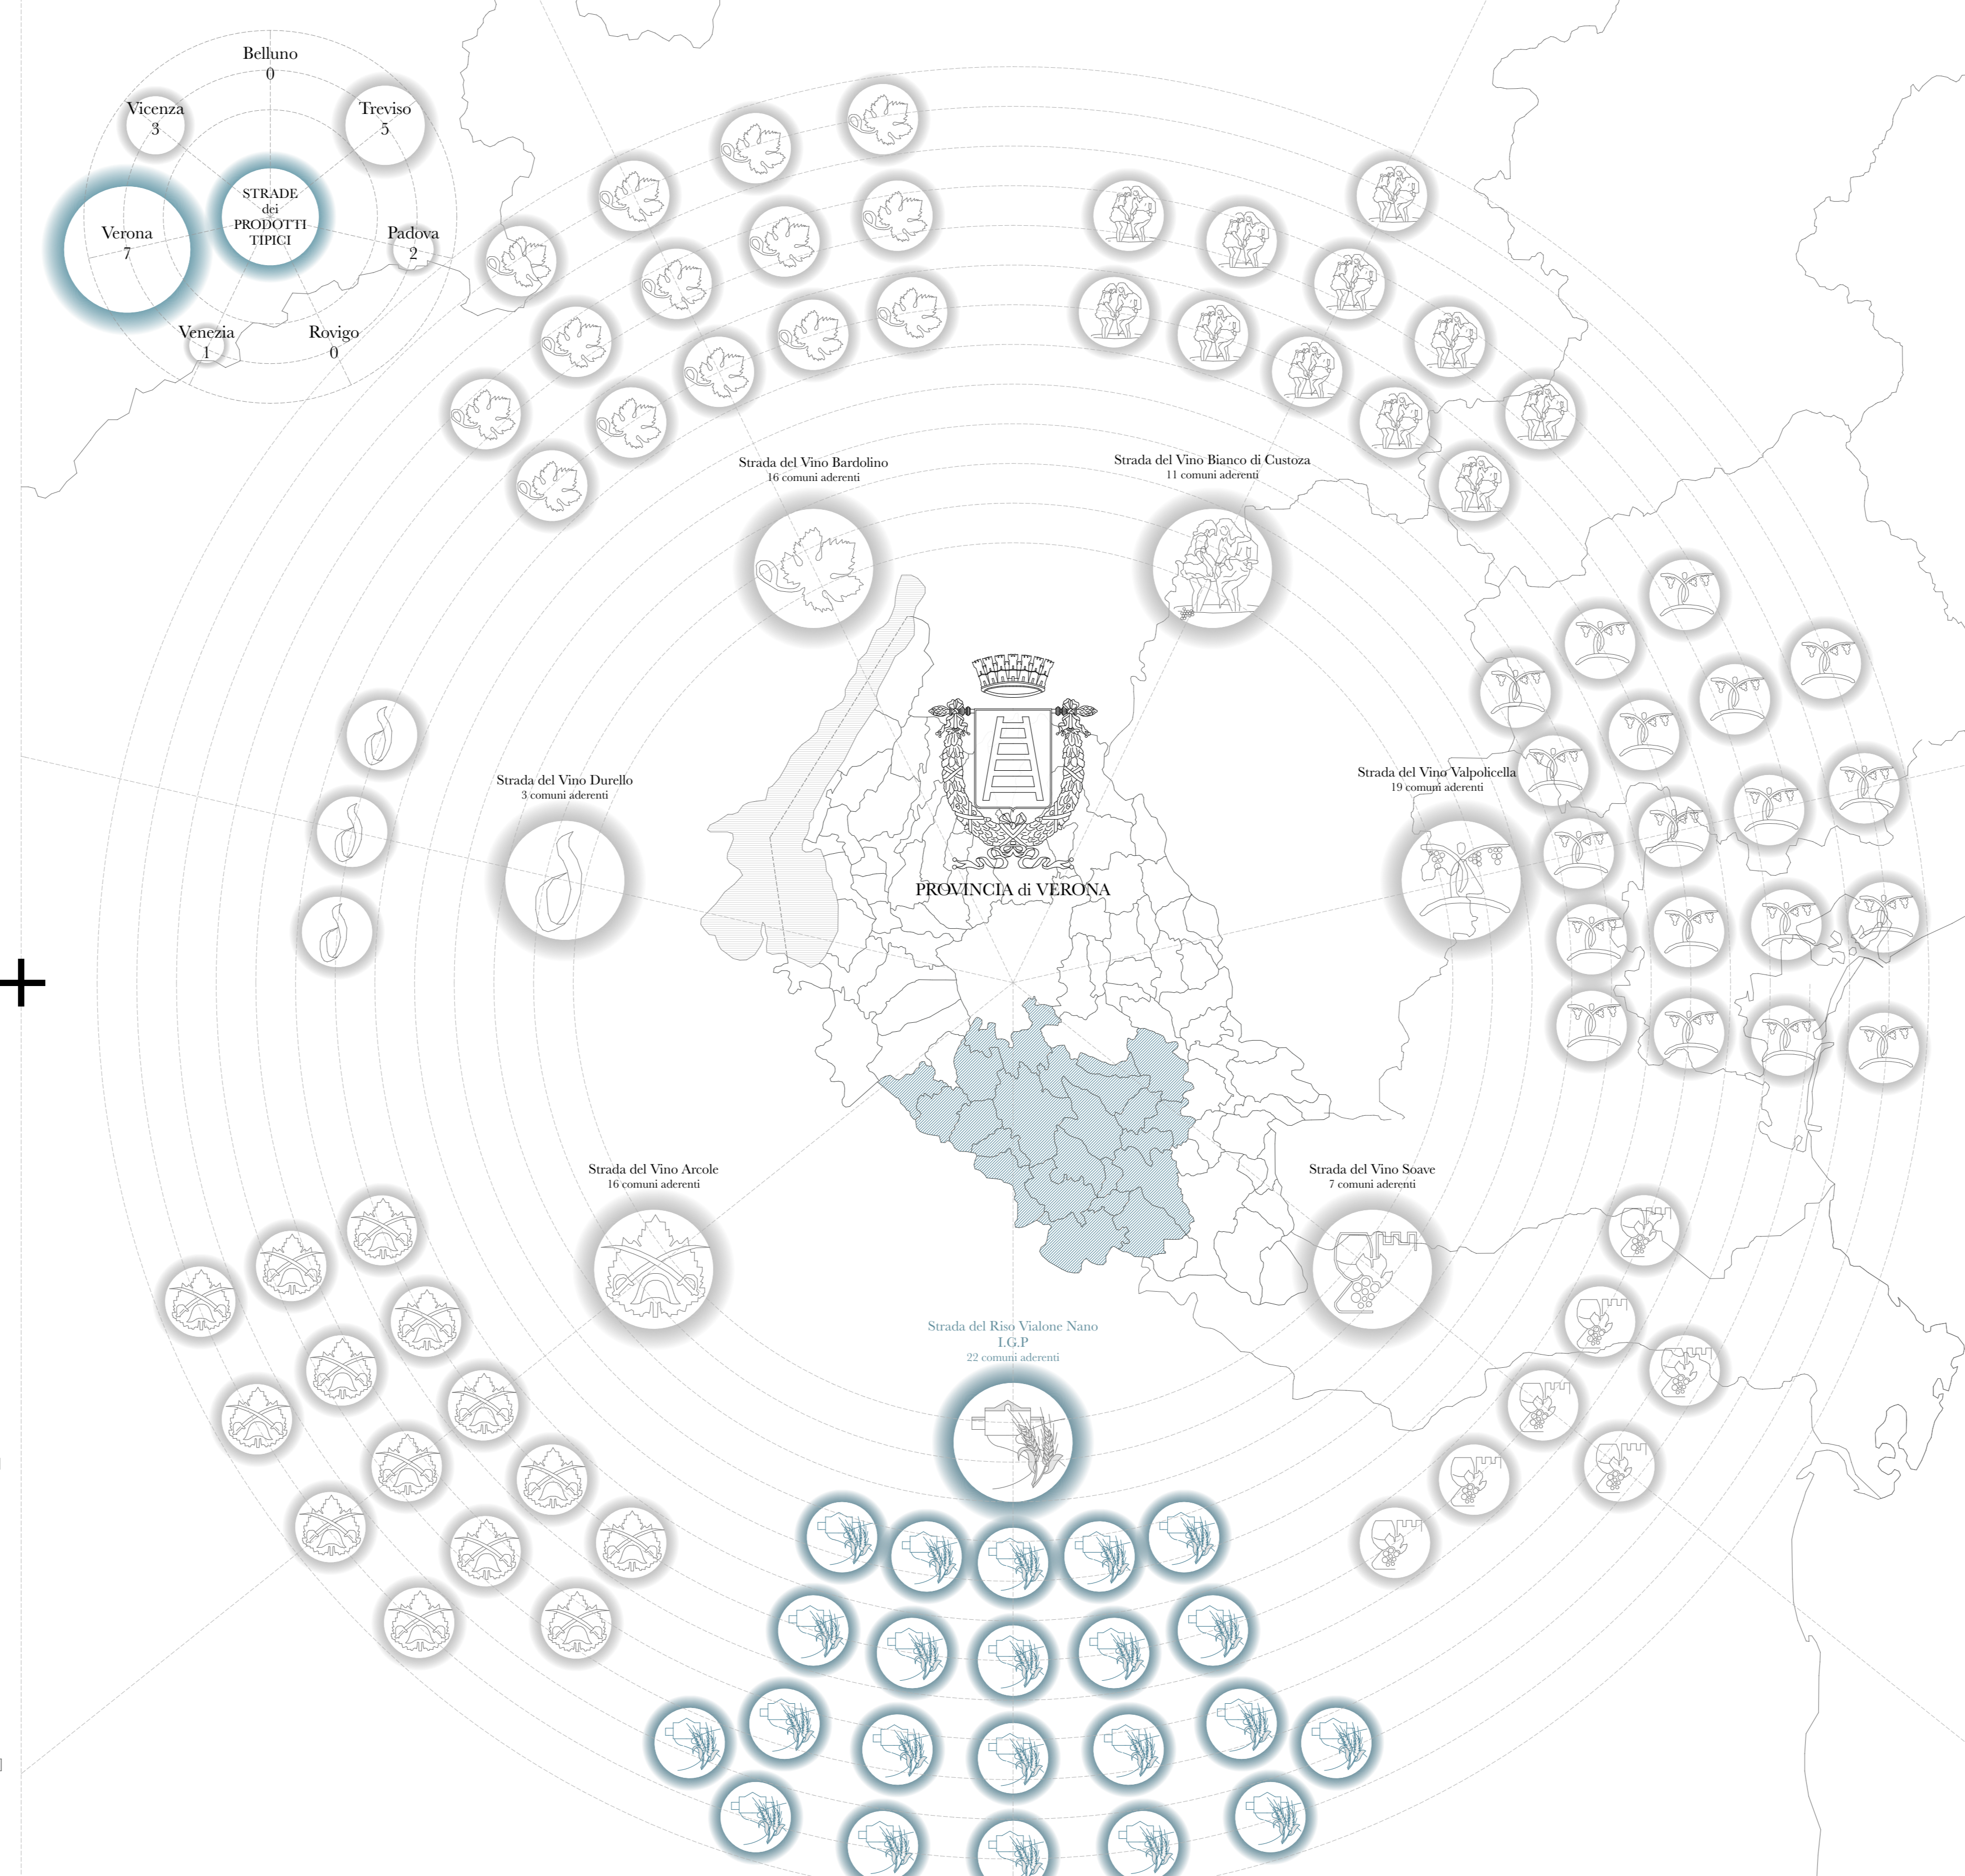 Belluno
0
Vicenza
3
Treviso
5
STRADE
dei
PRODOTTI
TIPICI
Verona
7
Padova
2
Venezia
1
Rovigo
0
Strada del Vino Bardolino
16 comuni aderenti
Strada del Vino Bianco di Custoza
11 comuni aderenti
Strada del Vino Durello
3 comuni aderenti
Strada del Vino Valpolicella
19 comuni aderenti
PROVINCIA di VERONA
Strada del Vino Arcole
16 comuni aderenti
Strada del Vino Soave
7 comuni aderenti
Strada del Riso Vialone Nano
I.G.P
22 comuni aderenti